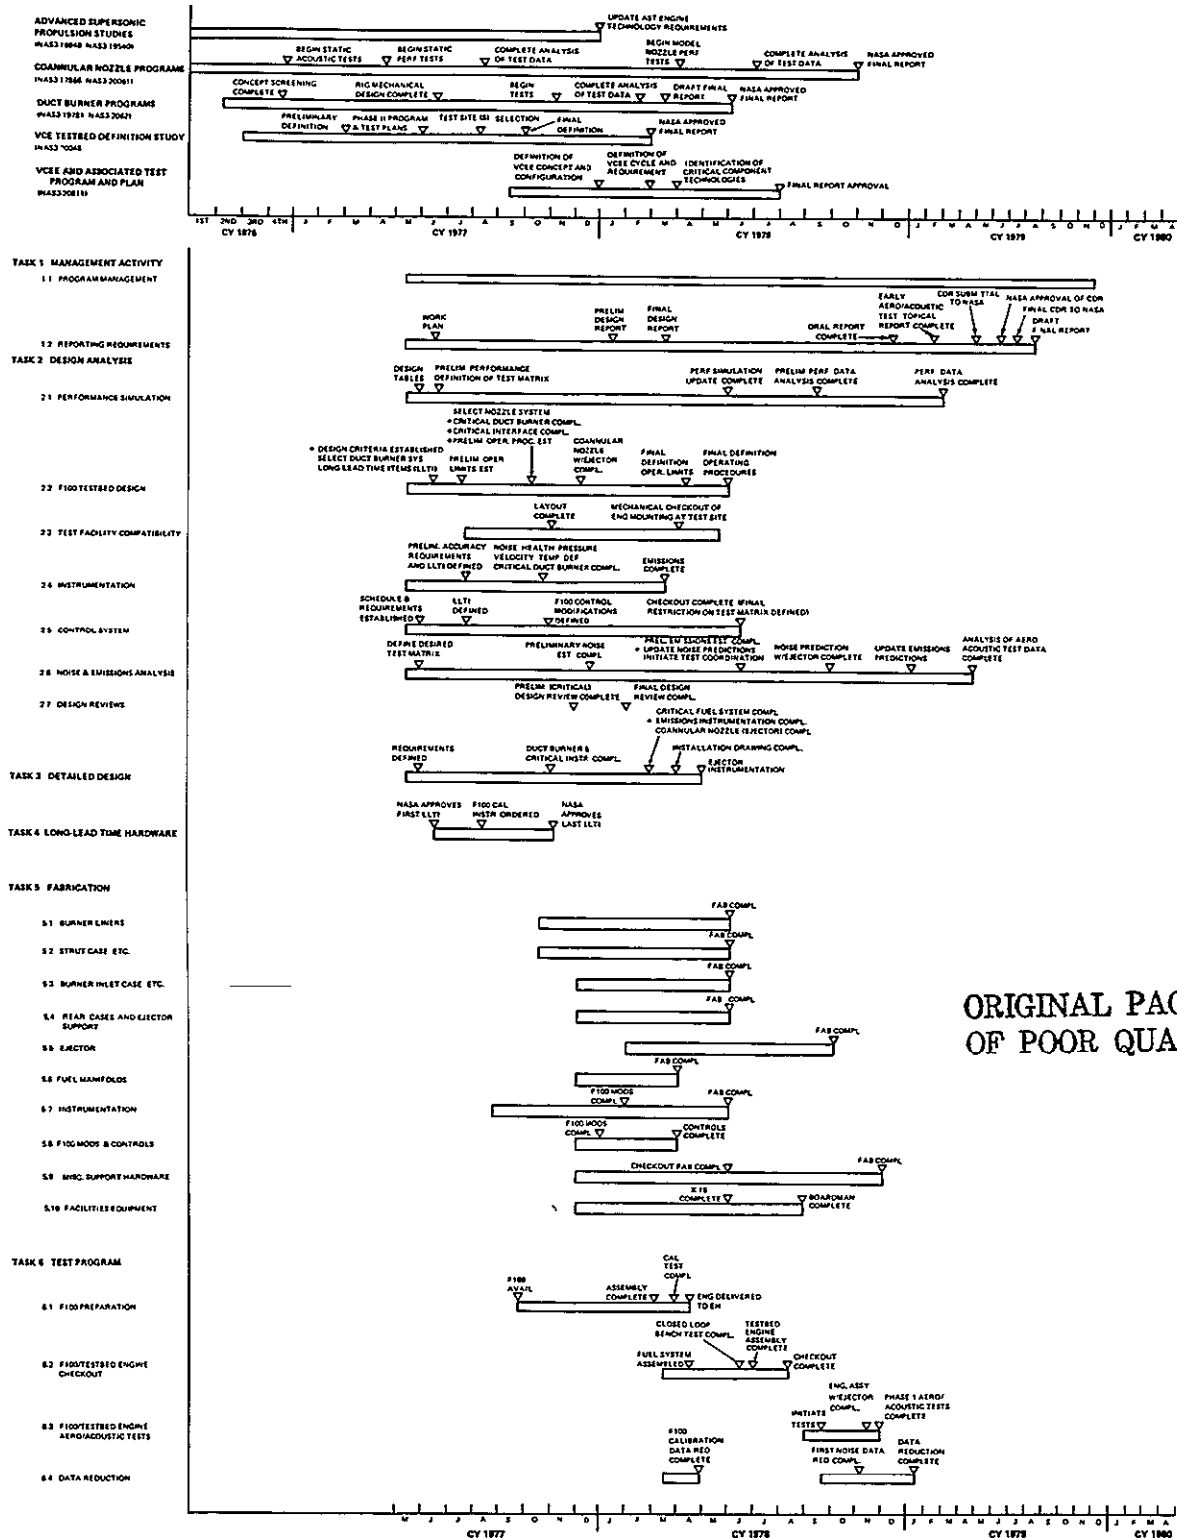 ADVANCED SUPERSONIC
PROPULSION STUDIES
UPDATE AST ENGINE
TECHNOLOGY REQUIREMENTS
COANNULAR NOZZLE PROGRAMS
BEGIN STATIC
ACOUSTIC TESTS
BEGIN STATIC
PERF TESTS
COMPLETE ANALYSIS
OF TEST DATA
BEGIN MODEL
NOZZLE PERF
TESTS
COMPLETE ANALYSIS
OF TEST DATA
NASA APPROVED
FINAL REPORT
DUCT BURNER PROGRAMS
CONCEPT SCREENING
COMPLETE
RIG MECHANICAL
DESIGN COMPLETE
BEGIN
TESTS
COMPLETE ANALYSIS
OF TEST DATA
DRAFT FINAL
REPORT
NASA APPROVED
FINAL REPORT
VCE TESTBED DEFINITION STUDY
PRELIMINARY
DEFINITION
PHASE II PROGRAM
& TEST PLANS
TEST SITE (S) SELECTION
FINAL
DEFINITION
NASA APPROVED
FINAL REPORT
VCEE AND ASSOCIATED TEST
PROGRAM AND PLAN
DEFINITION OF
VCEE CONCEPT AND
CONFIGURATION
DEFINITION OF
VCEE CYCLE AND
REQUIREMENT
IDENTIFICATION OF
CRITICAL COMPONENT
TECHNOLOGIES
FINAL REPORT APPROVAL
1ST 2ND 3RD 4TH J F M A M J J A S O N D J F M A M J J A S O N D J F M A M J J A S O N D J F M A
CY 1976 CY 1977 CY 1978 CY 1979 CY 1980
TASK 1 MANAGEMENT ACTIVITY
1.1 PROGRAM MANAGEMENT
1.2 REPORTING REQUIREMENTS
WORK
PLAN
PRELIM
DESIGN
REPORT
FINAL
DESIGN
REPORT
ORAL REPORT
COMPLETE
EARLY
AERO/ACOUSTIC
TEST TOPICAL
REPORT COMPLETE
CDR SUBM TTAL
TO NASA
NASA APPROVAL OF CDR
FINAL CDR TO NASA
DRAFT
F NAL REPORT
TASK 2 DESIGN ANALYSIS
2.1 PERFORMANCE SIMULATION
DESIGN
TABLES
PRELIM PERFORMANCE
DEFINITION OF TEST MATRIX
PERF SIMULATION
UPDATE COMPLETE
PRELIM PERF. DATA
ANALYSIS COMPLETE
PERF. DATA
ANALYSIS COMPLETE
2.2 F100 TESTBED DESIGN
DESIGN CRITERIA ESTABLISHED
SELECT DUCT BURNER SYS
LONG LEAD TIME ITEMS (LLTI)
PRELIM OPER
LIMITS EST
SELECT NOZZLE SYSTEM
CRITICAL DUCT BURNER COMPL.
CRITICAL INTERFACE COMPL.
PRELIM OPER. PROC. EST
COANNULAR
NOZZLE
W/EJECTOR
COMPL.
FINAL
DEFINITION
OPER. LIMITS
FINAL DEFINITION
OPERATING
PROCEDURES
2.3 TEST FACILITY COMPATIBILITY
LAYOUT
COMPLETE
MECHANICAL CHECKOUT OF
ENG MOUNTING AT TEST SITE
2.4 INSTRUMENTATION
PRELIM. ACCURACY
REQUIREMENTS
AND LLTI DEFINED
NOISE HEALTH PRESSURE
VELOCITY TEMP DEF
CRITICAL DUCT BURNER COMPL.
EMISSIONS
COMPLETE
2.5 CONTROL SYSTEM
SCHEDULE &
REQUIREMENTS
ESTABLISHED
LLTI
DEFINED
F100 CONTROL
MODIFICATIONS
DEFINED
CHECKOUT COMPLETE (FINAL
RESTRICTION ON TEST MATRIX DEFINED)
2.6 NOISE & EMISSIONS ANALYSIS
DEFINE DESIRED
TEST MATRIX
PRELIMINARY NOISE
EST COMPL
PREL. EMISSIONS EST. COMPL.
UPDATE NOISE PREDICTIONS
INITIATE TEST COORDINATION
NOISE PREDICTION
W/EJECTOR COMPLETE
UPDATE EMISSIONS
PREDICTIONS
ANALYSIS OF AERO
ACOUSTIC TEST DATA
COMPLETE
2.7 DESIGN REVIEWS
PRELIM (CRITICAL)
DESIGN REVIEW COMPLETE
FINAL DESIGN
REVIEW COMPL.
TASK 3 DETAILED DESIGN
REQUIREMENTS
DEFINED
DUCT BURNER &
CRITICAL INSTR COMPL.
CRITICAL FUEL SYSTEM COMPL
EMISSIONS INSTRUMENTATION COMPL.
COANNULAR NOZZLE (EJECTOR) COMPL
INSTALLATION DRAWING COMPL.
EJECTOR
INSTRUMENTATION
TASK 4 LONG-LEAD TIME HARDWARE
NASA APPROVES
FIRST LLTI
F100 CAL
INSTR ORDERED
NASA
APPROVES
LAST LLTI
TASK 5 FABRICATION
5.1 BURNER LINERS
FAB COMPL
5.2 STRUT CASE ETC.
FAB COMPL
5.3 BURNER INLET CASE ETC.
FAB COMPL
5.4 REAR CASES AND EJECTOR
SUPPORT
FAB COMPL
5.5 EJECTOR
FAB COMPL
5.6 FUEL MANIFOLDS
FAB COMPL
5.7 INSTRUMENTATION
F100 MODS
COMPL
FAB COMPL
5.8 F100 MODS & CONTROLS
F100 MODS
COMPL
CONTROLS
COMPLETE
5.9 MISC. SUPPORT HARDWARE
CHECKOUT FAB COMPL
FAB COMPL
5.10 FACILITIES EQUIPMENT
COMPLETE
BOARDMAN
COMPLETE
ORIGINAL PAG
OF POOR QUA
TASK 6 TEST PROGRAM
6.1 F100 PREPARATION
F100
AVAIL
ASSEMBLY
COMPLETE
CAL
TEST
COMPL
ENG DELIVERED
TO EH
6.2 F100/TESTBED ENGINE
CHECKOUT
FUEL SYSTEM
ASSEMBLED
CLOSED LOOP
BENCH TEST COMPL.
TESTBED
ENGINE
ASSEMBLY
COMPLETE
CHECKOUT
COMPLETE
6.3 F100/TESTBED ENGINE
AERO/ACOUSTIC TESTS
INITIATE
TESTS
ENG. ASSY
W/EJECTOR
COMPL.
PHASE 1 AERO/
ACOUSTIC TESTS
COMPLETE
6.4 DATA REDUCTION
F100
CALIBRATION
DATA RED
COMPLETE
FIRST NOISE DATA
RED COMPL.
DATA
REDUCTION
COMPLETE
M J J A S O N D J F M A M J J A S O N D J F M A M J J A S O N D J F M A
CY 1977 CY 1978 CY 1979 CY 1980